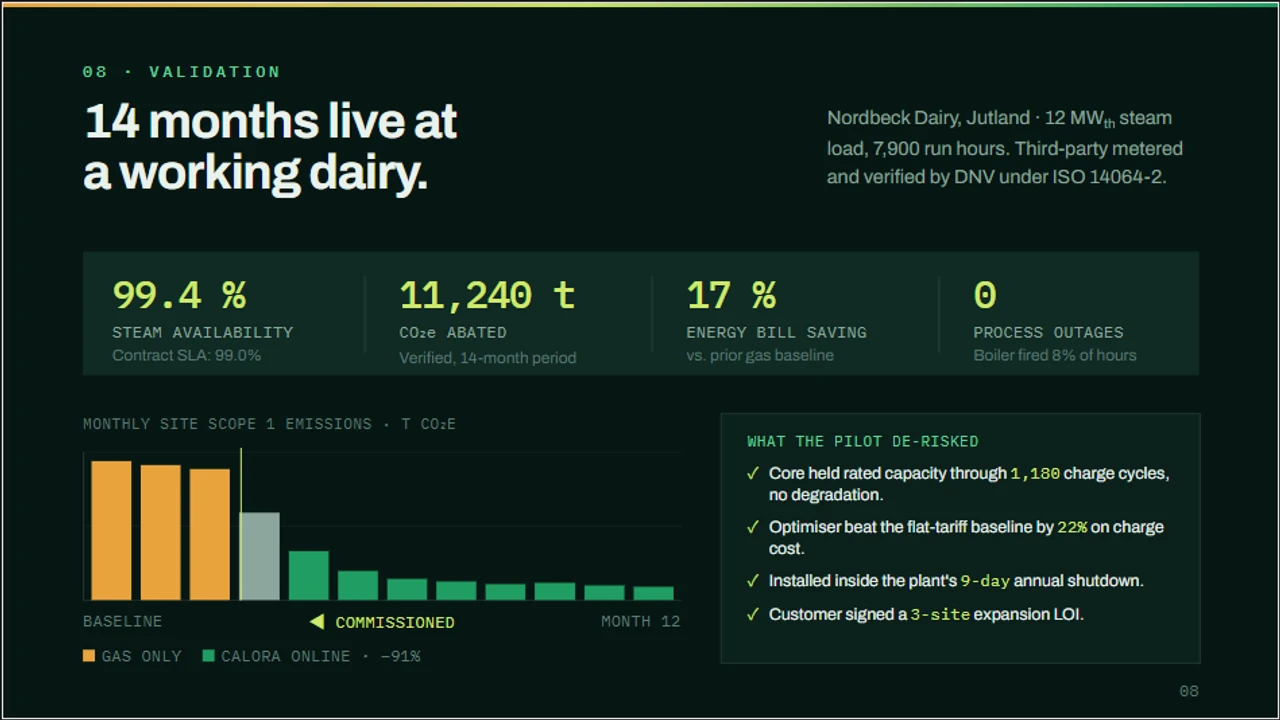 08 · VALIDATION
14 months live at
a working dairy.
Nordbeck Dairy, Jutland · 12 MWth steam
load, 7,900 run hours. Third-party metered
and verified by DNV under ISO 14064-2.
99.4 %
STEAM AVAILABILITY
Contract SLA: 99.0%
11,240 t
CO₂e ABATED
Verified, 14-month period
17 %
ENERGY BILL SAVING
vs. prior gas baseline
0
PROCESS OUTAGES
Boiler fired 8% of hours
MONTHLY SITE SCOPE 1 EMISSIONS · T CO₂E
BASELINE
◀ COMMISSIONED
MONTH 12
GAS ONLY
CALORA ONLINE · −91%
WHAT THE PILOT DE-RISKED
✓ Core held rated capacity through 1,180 charge cycles,
no degradation.
✓ Optimiser beat the flat-tariff baseline by 22% on charge
cost.
✓ Installed inside the plant's 9-day annual shutdown.
✓ Customer signed a 3-site expansion LOI.
08